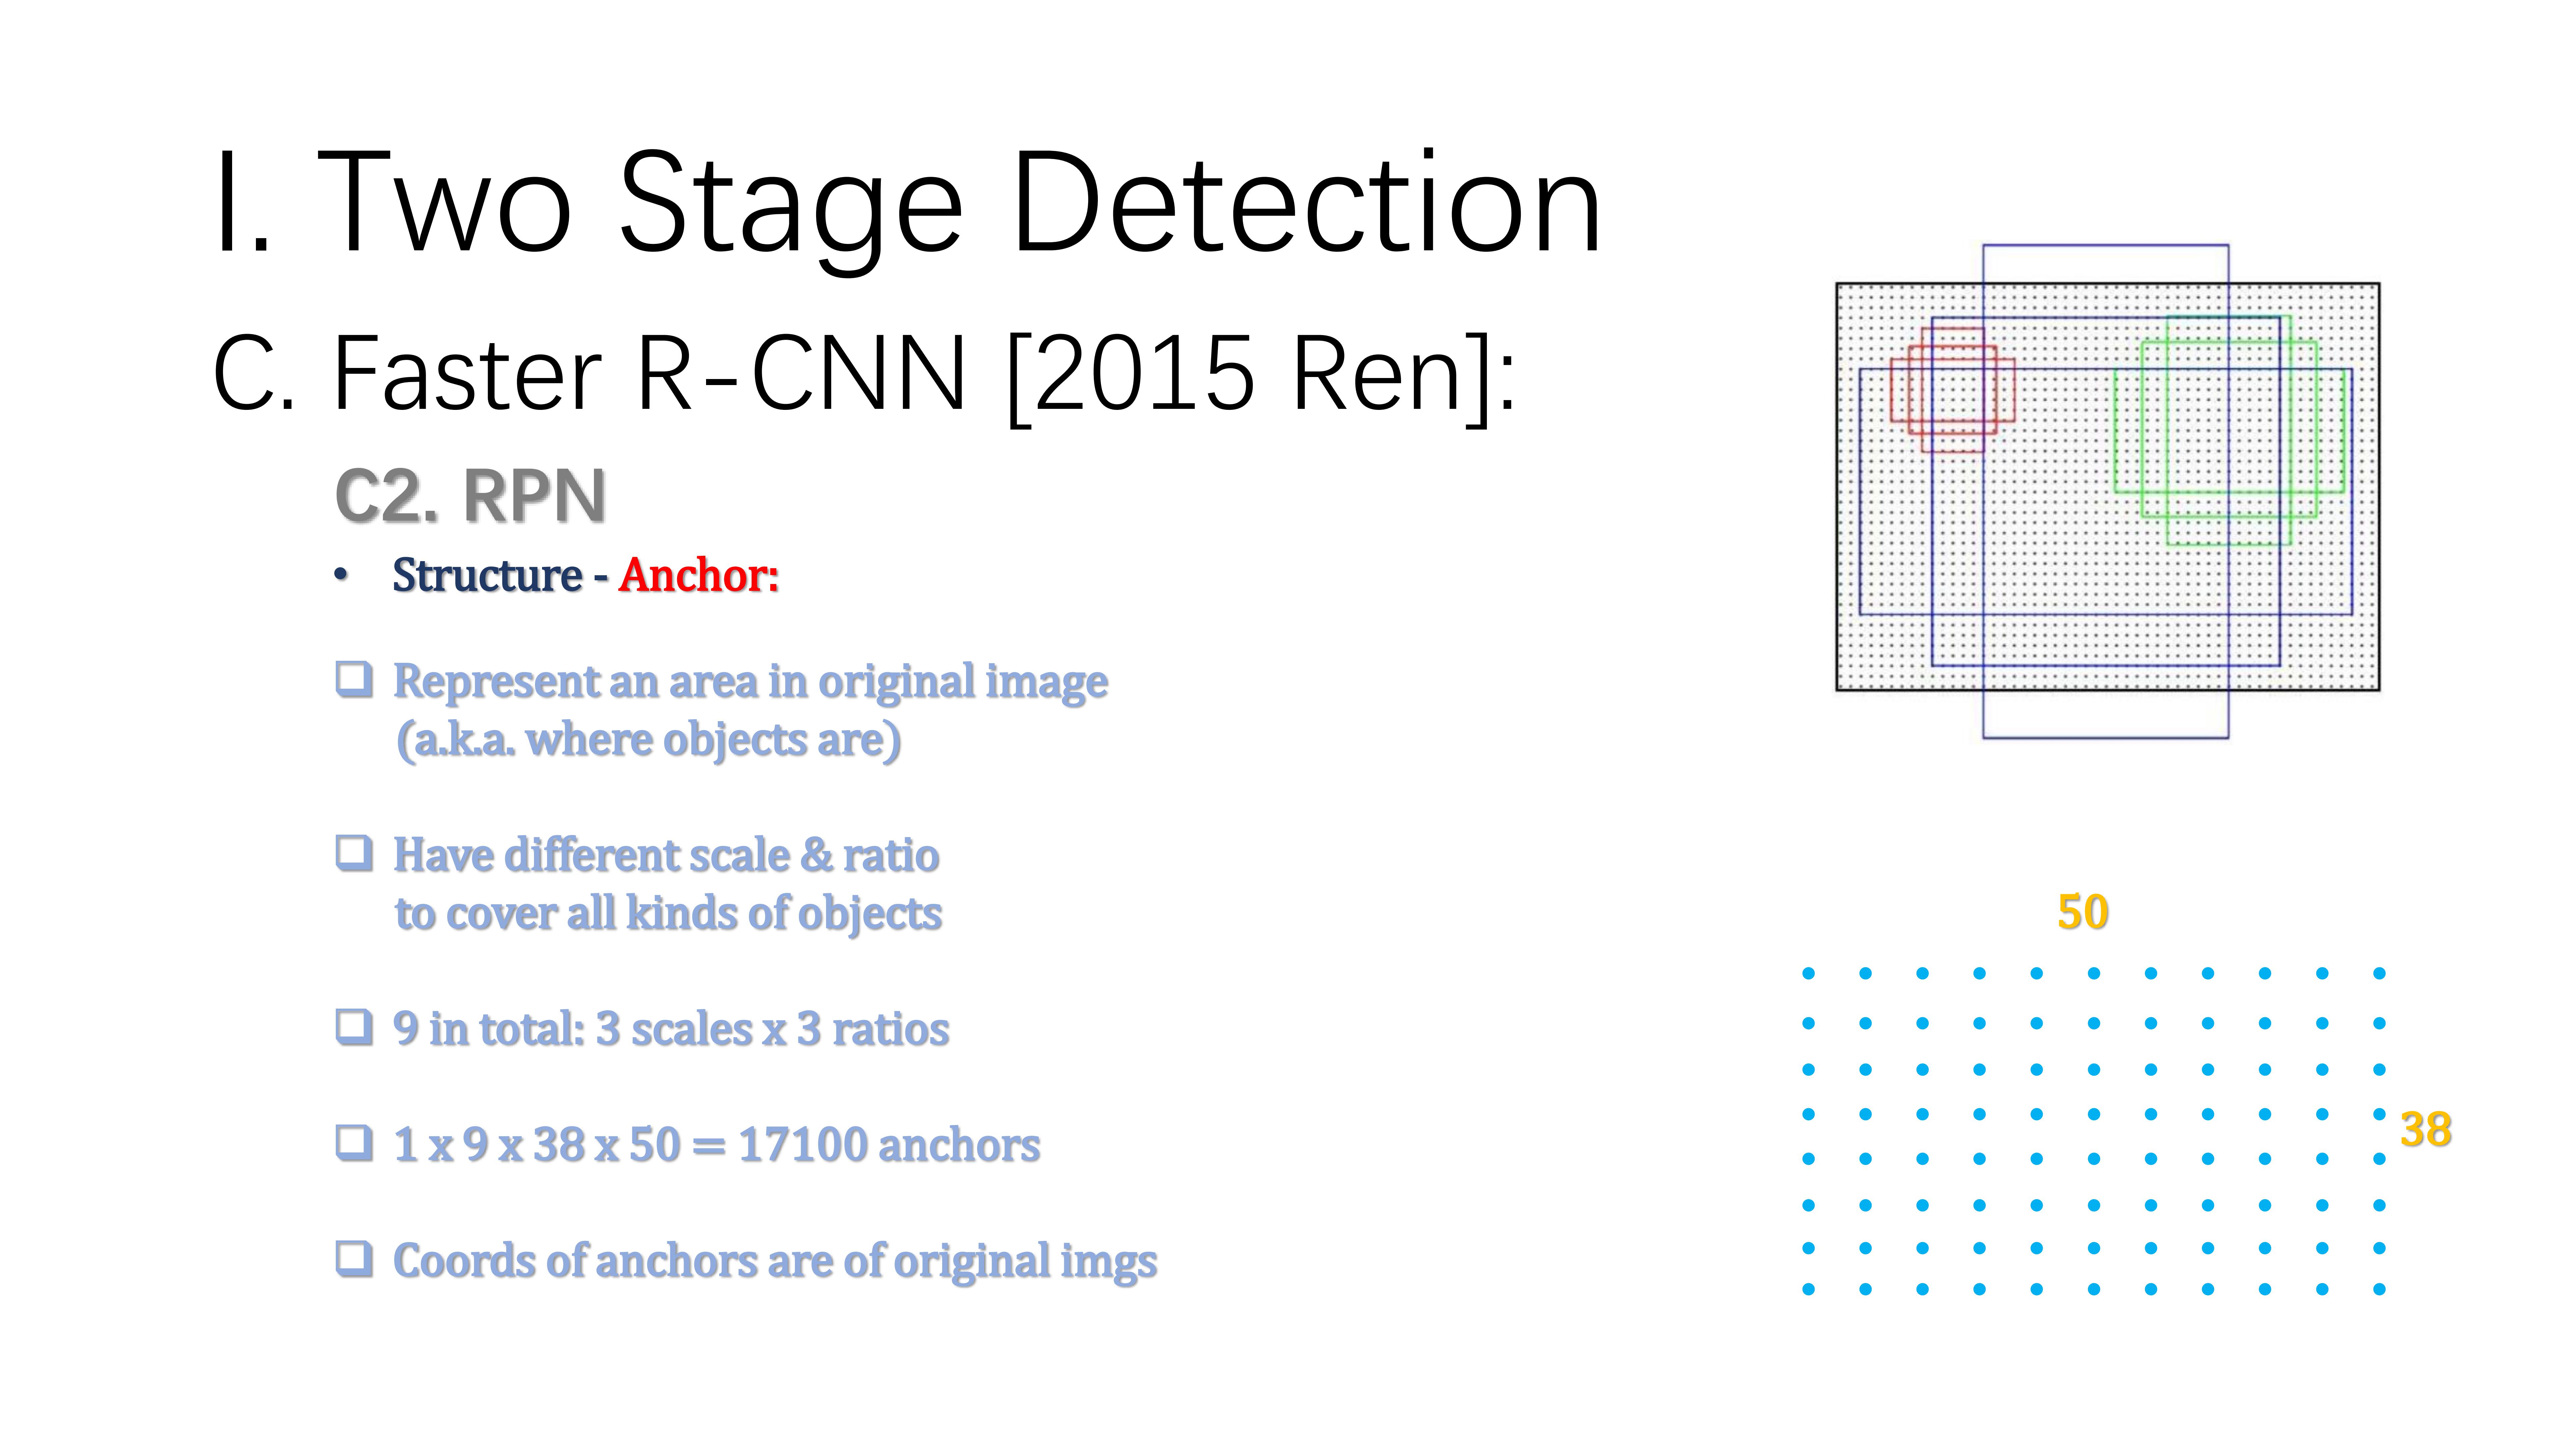 I. Two Stage Detection
C. Faster R-CNN [2015 Ren]:
C2. RPN
• Structure - Anchor:
❑ Represent an area in original image
(a.k.a. where objects are)
❑ Have different scale & ratio
to cover all kinds of objects
❑ 9 in total: 3 scales x 3 ratios
❑ 1 x 9 x 38 x 50 = 17100 anchors
❑ Coords of anchors are of original imgs
50
38